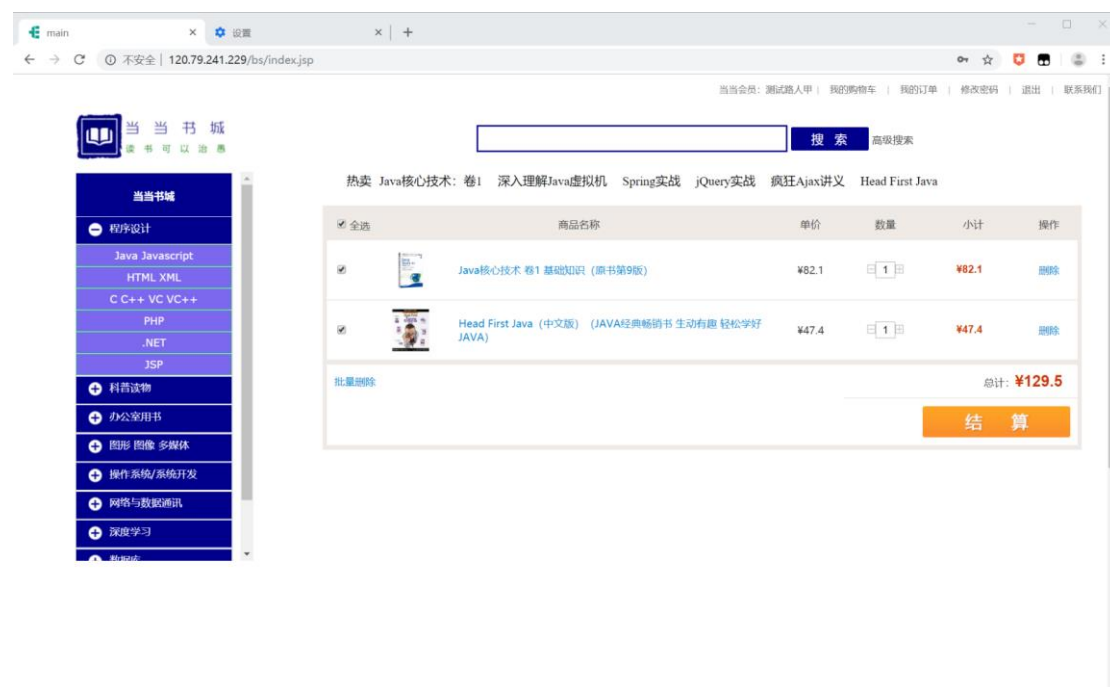 main
设置
不安全 | 120.79.241.229/bs/index.jsp
当当会员：测试路人甲 | 我的购物车 | 我的订单 | 修改密码 | 退出 | 联系我们
当当书城
读书可以治愚
搜 索
高级搜索
热卖 Java核心技术：卷1 深入理解Java虚拟机 Spring实战 jQuery实战 疯狂Ajax讲义 Head First Java
当当书城
程序设计
Java Javascript
HTML XML
C C++ VC VC++
PHP
.NET
JSP
科普读物
办公室用书
图形 图像 多媒体
操作系统/系统开发
网络与数据通讯
深度学习
数据库
全选 商品名称 单价 数量 小计 操作
Java核心技术 卷1 基础知识（原书第9版） ¥82.1 1 ¥82.1 删除
Head First Java（中文版）（JAVA经典畅销书 生动有趣 轻松学好
JAVA） ¥47.4 1 ¥47.4 删除
批量删除 总计：¥129.5
结 算